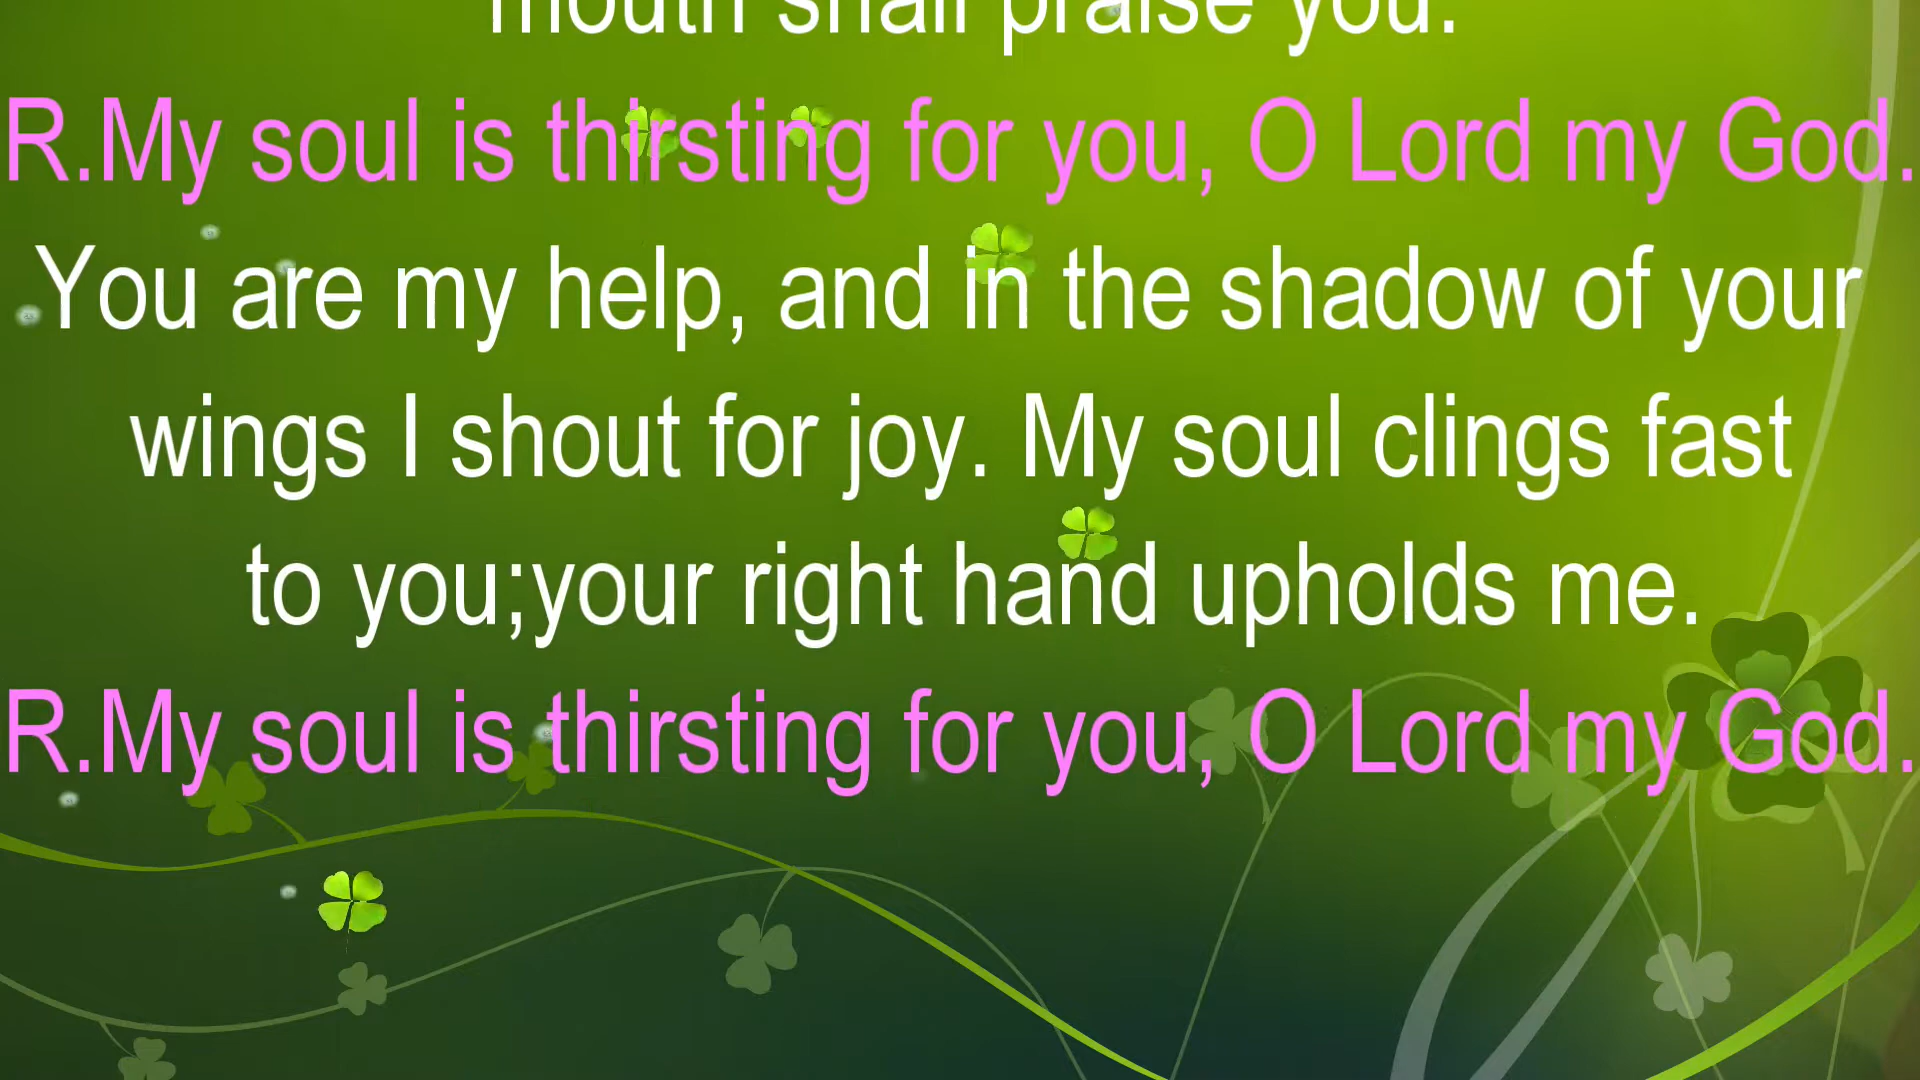 mouth shall praise you.
R.My soul is thirsting for you, O Lord my God.
You are my help, and in the shadow of your
wings I shout for joy. My soul clings fast
to you;your right hand upholds me.
R.My soul is thirsting for you, O Lord my God.